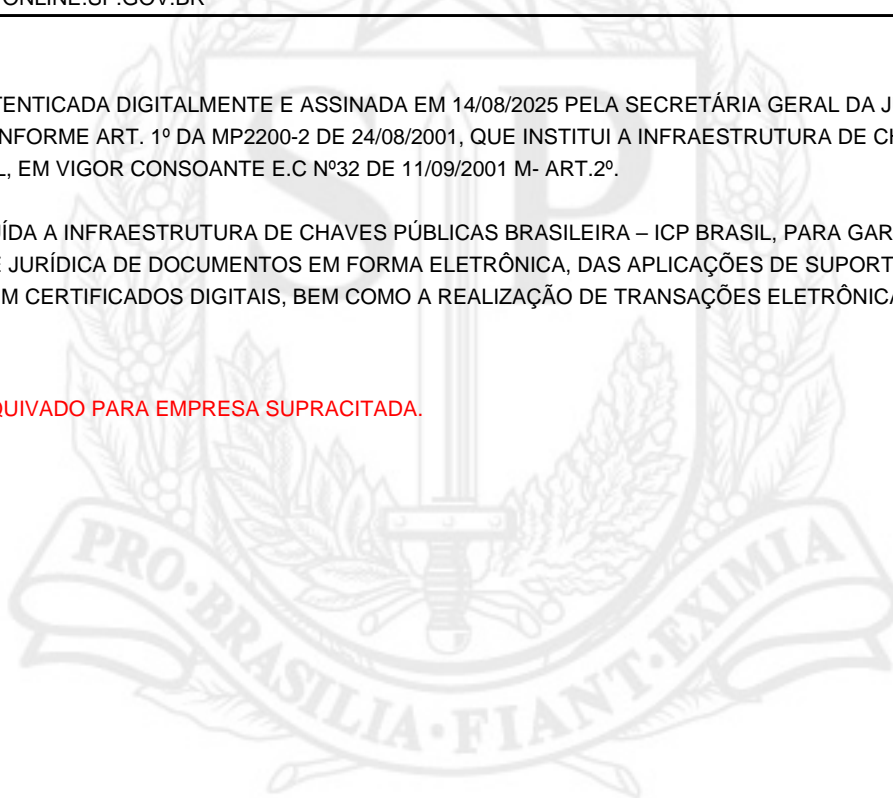 ONLINE.SP.GOV.BR
TENTICADA DIGITALMENTE E ASSINADA EM 14/08/2025 PELA SECRETÁRIA GERAL DA J
NFORME ART. 1º DA MP2200-2 DE 24/08/2001, QUE INSTITUI A INFRAESTRUTURA DE C
L, EM VIGOR CONSOANTE E.C Nº32 DE 11/09/2001 M- ART.2º.
ÍDA A INFRAESTRUTURA DE CHAVES PÚBLICAS BRASILEIRA – ICP BRASIL, PARA GAR
E JURÍDICA DE DOCUMENTOS EM FORMA ELETRÔNICA, DAS APLICAÇÕES DE SUPORT
M CERTIFICADOS DIGITAIS, BEM COMO A REALIZAÇÃO DE TRANSAÇÕES ELETRÔNICA
QUIVADO PARA EMPRESA SUPRACITADA.
SP
PRO·BRASILIA·FIANT·EXIMIA